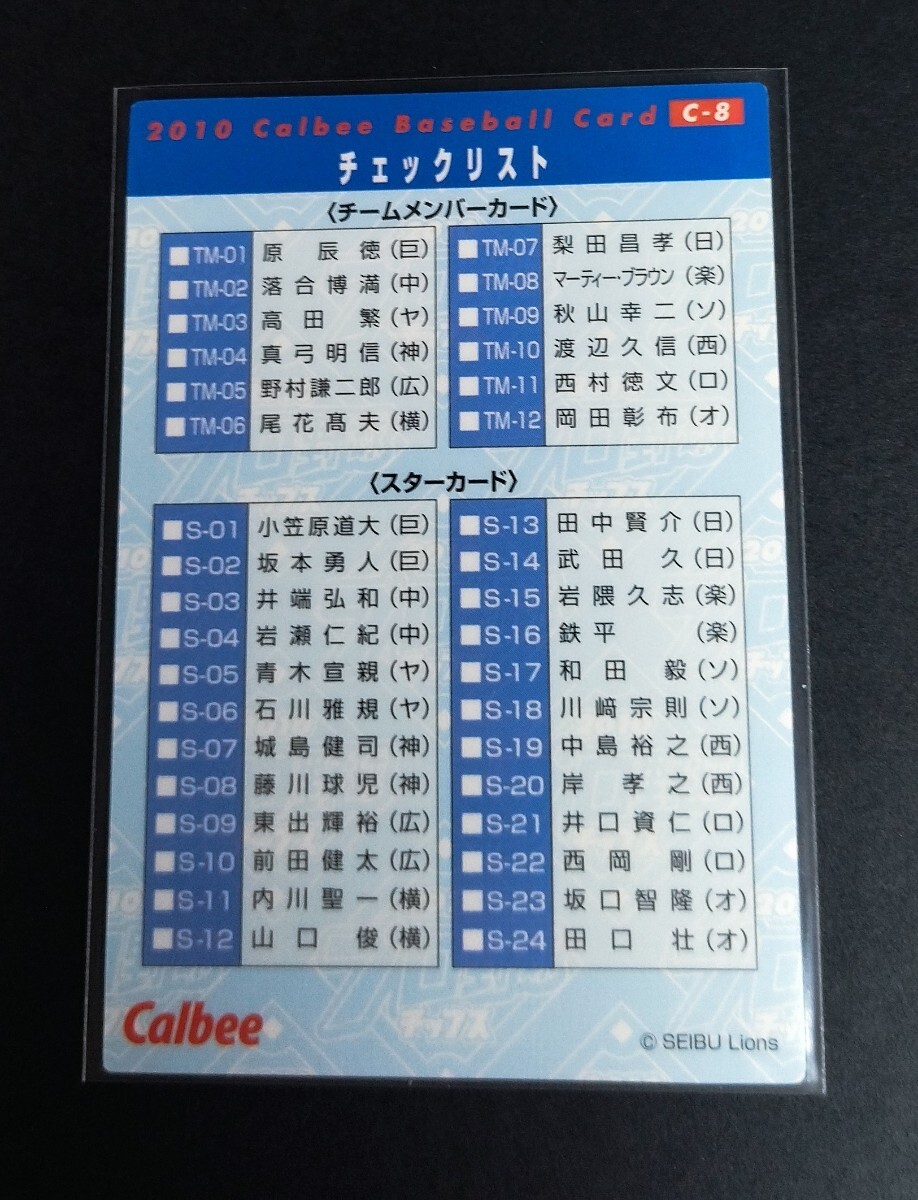 2010 Calbee Baseball Card C-8
チェックリスト
〈チームメンバーカード〉
TM-01 原 辰徳(巨)
TM-02 落合博満(中)
TM-03 高田 繁(ヤ)
TM-04 真弓明信(神)
TM-05 野村謙二郎(広)
TM-06 尾花髙夫(横)
TM-07 梨田昌孝(日)
TM-08 マーティー・ブラウン(楽)
TM-09 秋山幸二(ソ)
TM-10 渡辺久信(西)
TM-11 西村徳文(ロ)
TM-12 岡田彰布(オ)
〈スターカード〉
S-01 小笠原道大(巨)
S-02 坂本勇人(巨)
S-03 井端弘和(中)
S-04 岩瀬仁紀(中)
S-05 青木宣親(ヤ)
S-06 石川雅規(ヤ)
S-07 城島健司(神)
S-08 藤川球児(神)
S-09 東出輝裕(広)
S-10 前田健太(広)
S-11 内川聖一(横)
S-12 山口 俊(横)
S-13 田中賢介(日)
S-14 武田 久(日)
S-15 岩隈久志(楽)
S-16 鉄平 (楽)
S-17 和田 毅(ソ)
S-18 川﨑宗則(ソ)
S-19 中島裕之(西)
S-20 岸 孝之(西)
S-21 井口資仁(ロ)
S-22 西岡 剛(ロ)
S-23 坂口智隆(オ)
S-24 田口 壮(オ)
Calbee
© SEIBU Lions